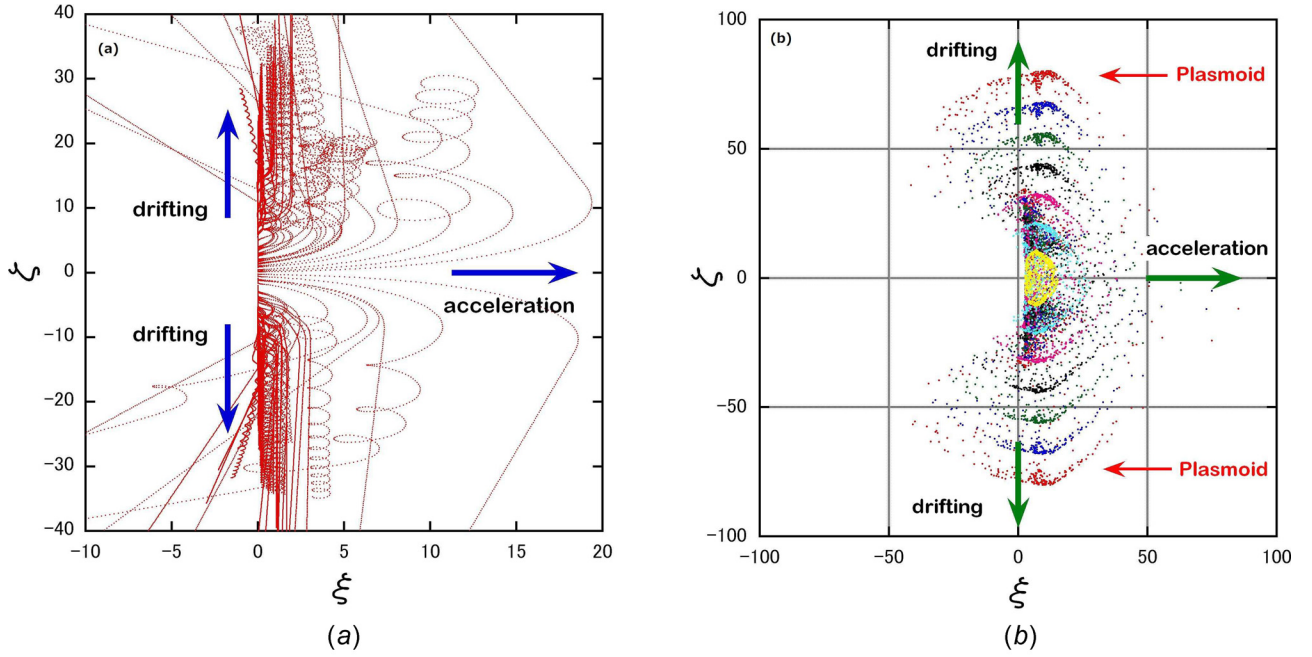 (a)
40
30
20
10
0
−10
−20
−30
−40
ζ
drifting
drifting
acceleration
−10
−5
0
5
10
15
20
ξ
(a)
(b)
100
50
0
−50
−100
ζ
drifting
Plasmoid
acceleration
Plasmoid
drifting
−100
−50
0
50
100
ξ
(b)